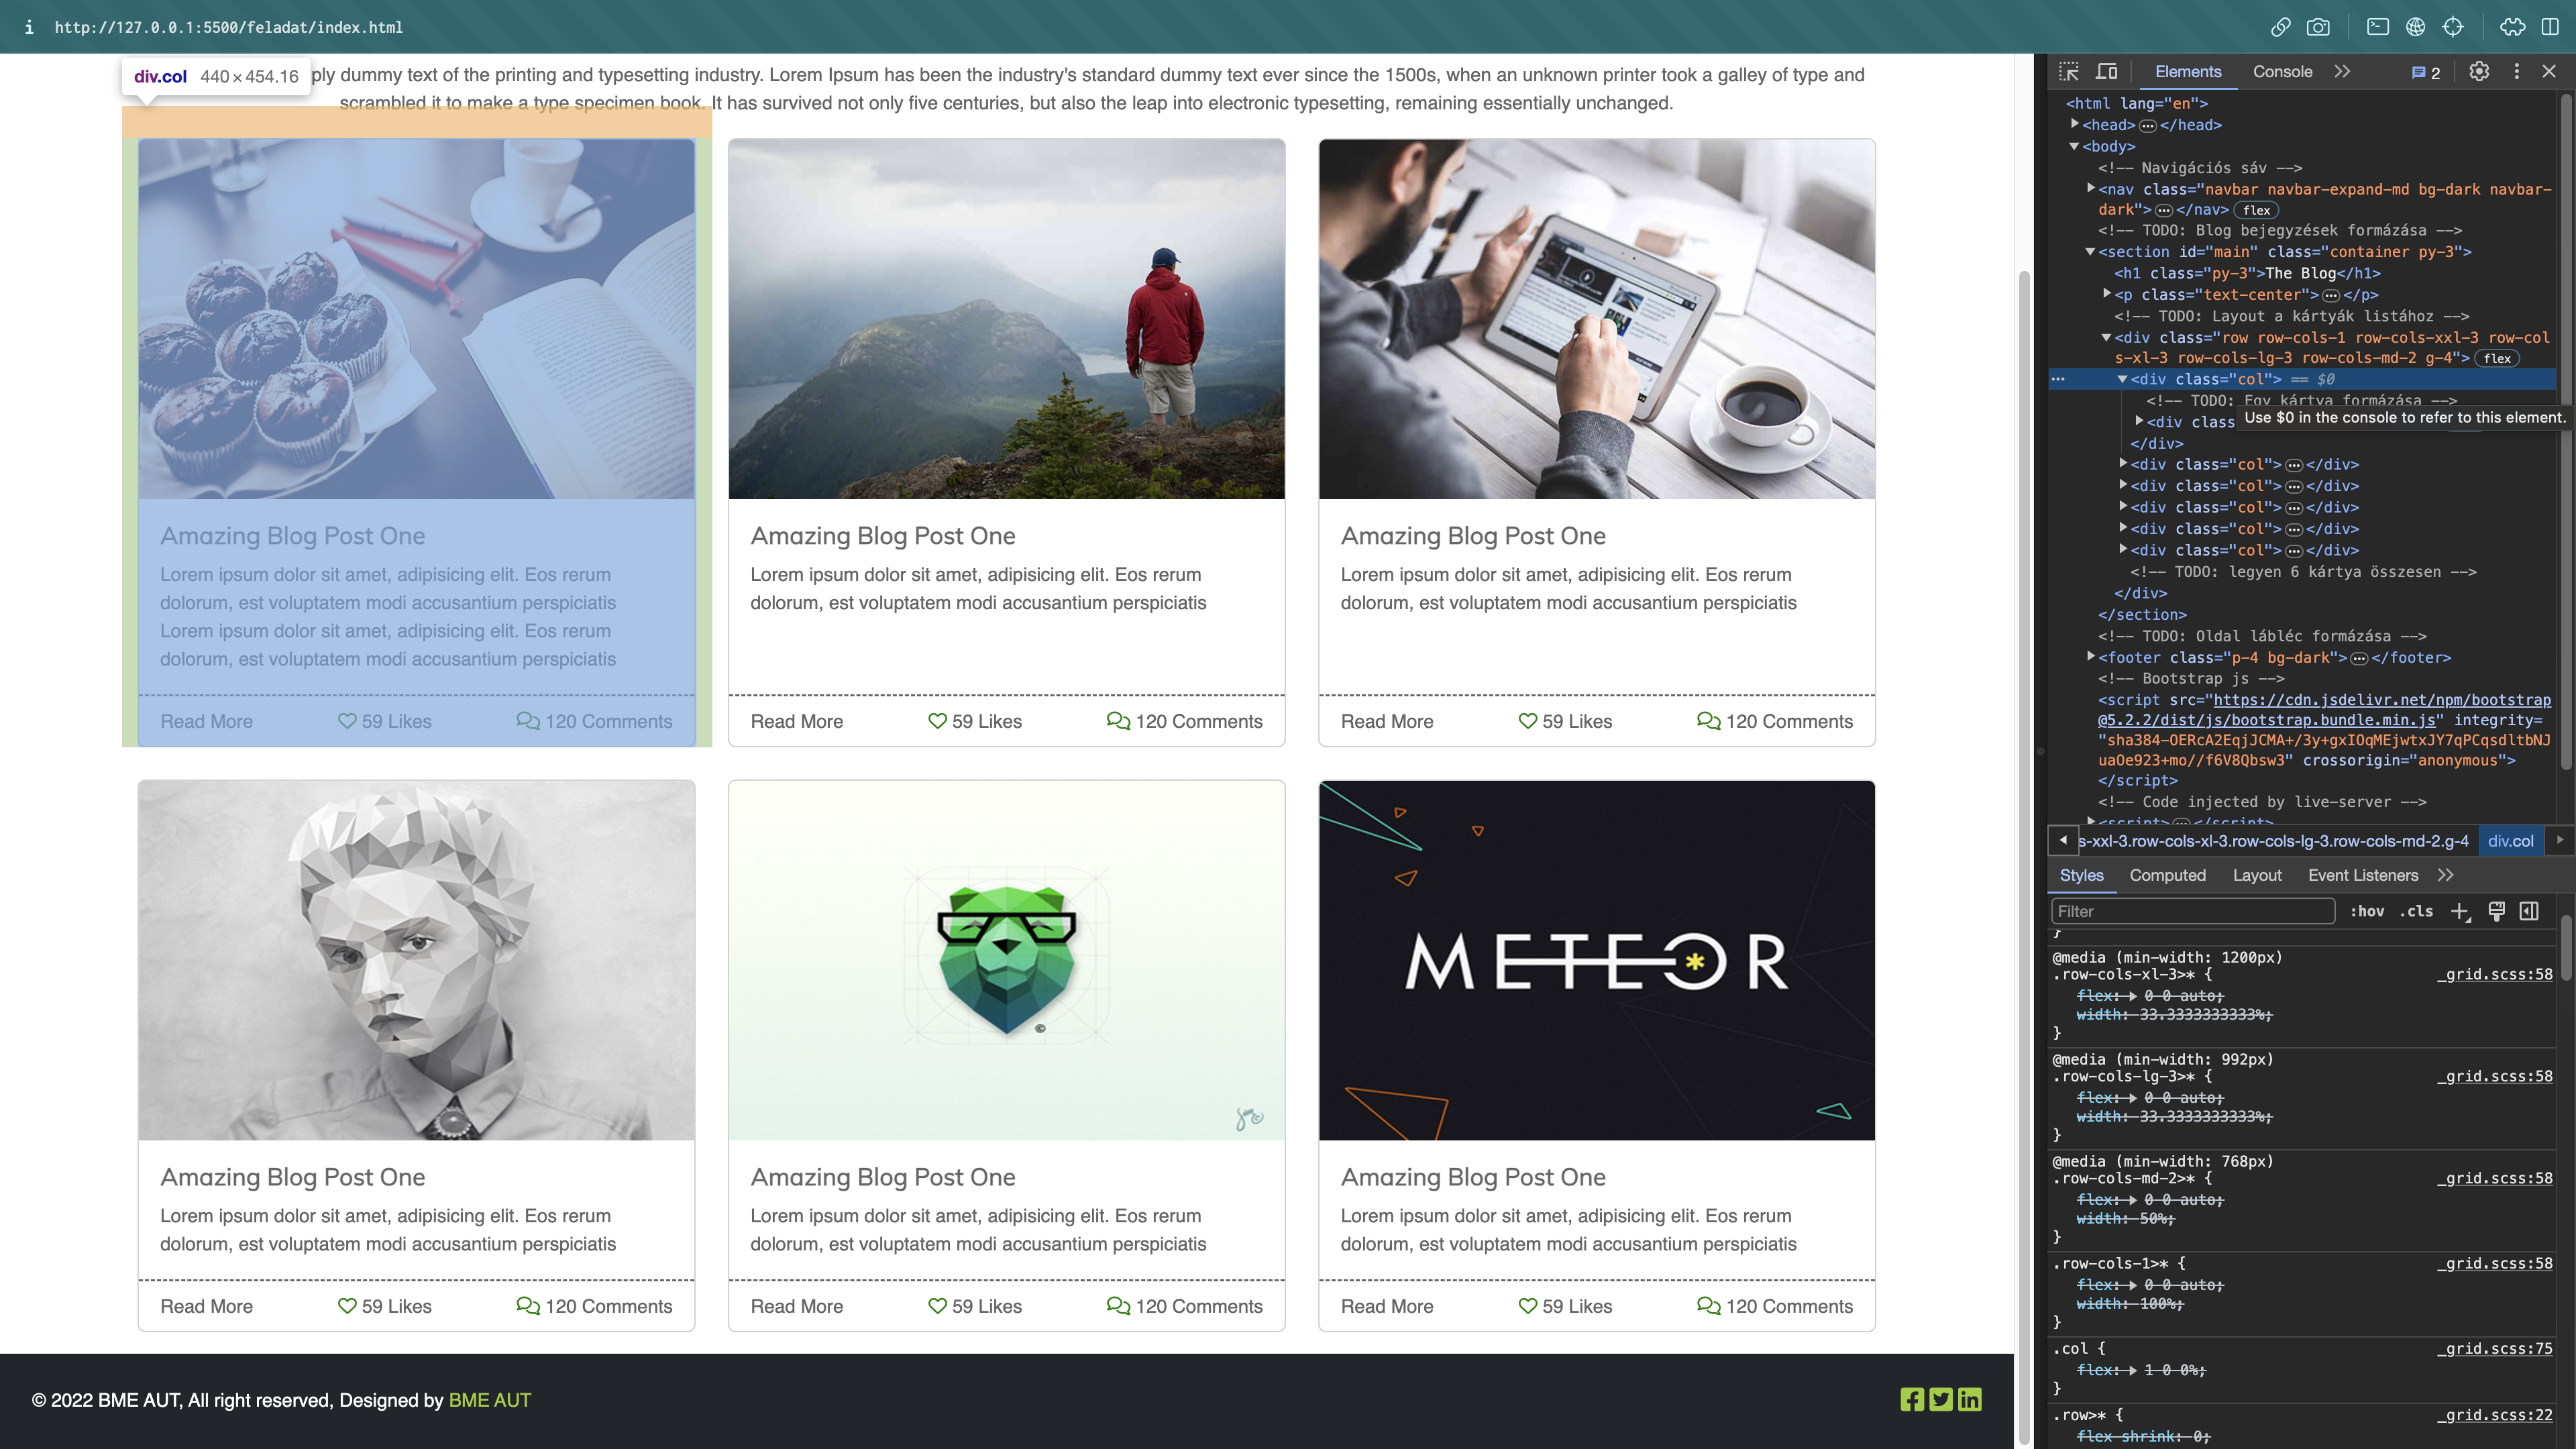 i http://127.0.0.1:5500/feladat/index.html
div.col 440×454.16
ply dummy text of the printing and typesetting industry. Lorem Ipsum has been the industry's standard dummy text ever since the 1500s, when an unknown printer took a galley of type and
scrambled it to make a type specimen book. It has survived not only five centuries, but also the leap into electronic typesetting, remaining essentially unchanged.
Amazing Blog Post One
Lorem ipsum dolor sit amet, adipisicing elit. Eos rerum
dolorum, est voluptatem modi accusantium perspiciatis
Lorem ipsum dolor sit amet, adipisicing elit. Eos rerum
dolorum, est voluptatem modi accusantium perspiciatis
Read More 59 Likes 120 Comments
Amazing Blog Post One
Lorem ipsum dolor sit amet, adipisicing elit. Eos rerum
dolorum, est voluptatem modi accusantium perspiciatis
Read More 59 Likes 120 Comments
Amazing Blog Post One
Lorem ipsum dolor sit amet, adipisicing elit. Eos rerum
dolorum, est voluptatem modi accusantium perspiciatis
Read More 59 Likes 120 Comments
METEOR
Amazing Blog Post One
Lorem ipsum dolor sit amet, adipisicing elit. Eos rerum
dolorum, est voluptatem modi accusantium perspiciatis
Read More 59 Likes 120 Comments
Amazing Blog Post One
Lorem ipsum dolor sit amet, adipisicing elit. Eos rerum
dolorum, est voluptatem modi accusantium perspiciatis
Read More 59 Likes 120 Comments
Amazing Blog Post One
Lorem ipsum dolor sit amet, adipisicing elit. Eos rerum
dolorum, est voluptatem modi accusantium perspiciatis
Read More 59 Likes 120 Comments
© 2022 BME AUT, All right reserved, Designed by BME AUT
Elements Console 2
<html lang="en">
<head> ••• </head>
<body>
<!-- Navigációs sáv -->
<nav class="navbar navbar-expand-md bg-dark navbar-
dark"> ••• </nav> flex
<!-- TODO: Blog bejegyzések formázása -->
<section id="main" class="container py-3">
<h1 class="py-3">The Blog</h1>
<p class="text-center"> ••• </p>
<!-- TODO: Layout a kártyák listához -->
<div class="row row-cols-1 row-cols-xxl-3 row-col
s-xl-3 row-cols-lg-3 row-cols-md-2 g-4"> flex
••• <div class="col"> == $0
<!-- TODO: Egy kártya formázása -->
<div class
Use $0 in the console to refer to this element.
</div>
<div class="col"> ••• </div>
<div class="col"> ••• </div>
<div class="col"> ••• </div>
<div class="col"> ••• </div>
<div class="col"> ••• </div>
<!-- TODO: legyen 6 kártya összesen -->
</div>
</section>
<!-- TODO: Oldal lábléc formázása -->
<footer class="p-4 bg-dark"> ••• </footer>
<!-- Bootstrap js -->
<script src="https://cdn.jsdelivr.net/npm/bootstrap
@5.2.2/dist/js/bootstrap.bundle.min.js" integrity=
"sha384-OERcA2EqjJCMA+/3y+gxIOqMEjwtxJY7qPCqsdltbNJ
uaOe923+mo//f6V8Qbsw3" crossorigin="anonymous">
</script>
<!-- Code injected by live-server -->
<script> ••• </script>
s-xxl-3.row-cols-xl-3.row-cols-lg-3.row-cols-md-2.g-4 div.col
Styles Computed Layout Event Listeners
Filter :hov .cls
}
@media (min-width: 1200px)
.row-cols-xl-3>* { _grid.scss:58
flex: 0 0 auto;
width: 33.3333333333%;
}
@media (min-width: 992px)
.row-cols-lg-3>* { _grid.scss:58
flex: 0 0 auto;
width: 33.3333333333%;
}
@media (min-width: 768px)
.row-cols-md-2>* { _grid.scss:58
flex: 0 0 auto;
width: 50%;
}
.row-cols-1>* { _grid.scss:58
flex: 0 0 auto;
width: 100%;
}
.col { _grid.scss:75
flex: 1 0 0%;
}
.row>* { _grid.scss:22
flex-shrink: 0;